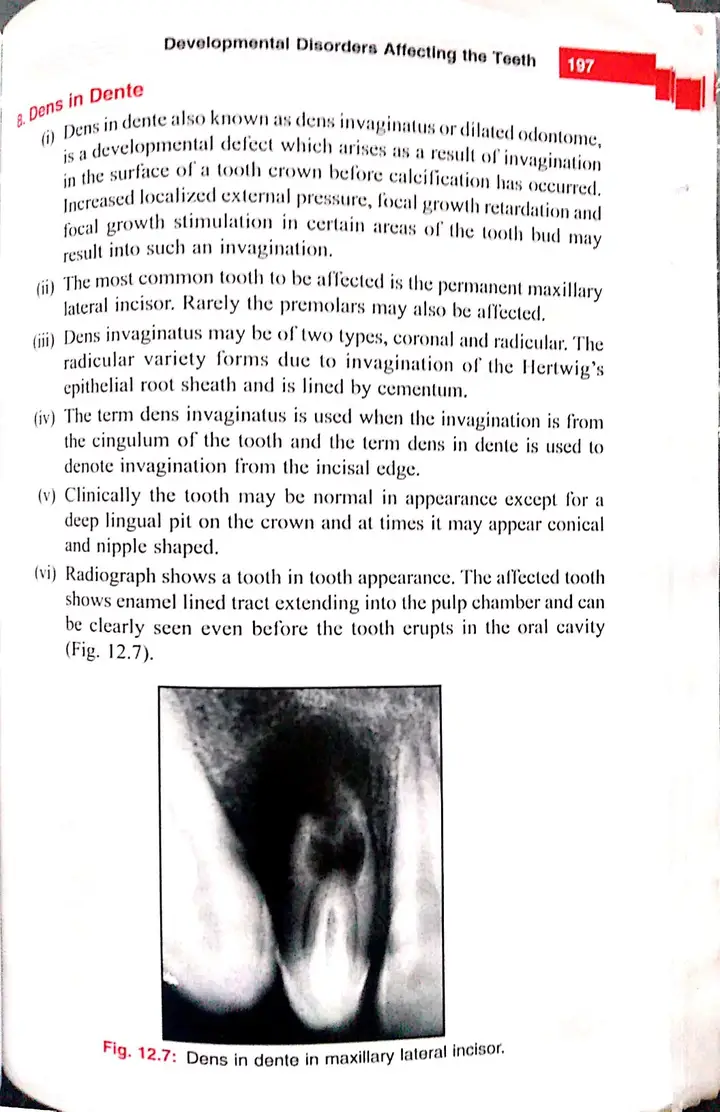 Developmental Disorders Affecting the Teeth 197
8. Dens in Dente
(i) Dens in dente also known as dens invaginatus or dilated odontome,
is a developmental defect which arises as a result of invagination
in the surface of a tooth crown before calcification has occurred.
Increased localized external pressure, focal growth retardation and
focal growth stimulation in certain areas of the tooth bud may
result into such an invagination.
(ii) The most common tooth to be affected is the permanent maxillary
lateral incisor. Rarely the premolars may also be affected.
(iii) Dens invaginatus may be of two types, coronal and radicular. The
radicular variety forms due to invagination of the Hertwig's
epithelial root sheath and is lined by cementum.
(iv) The term dens invaginatus is used when the invagination is from
the cingulum of the tooth and the term dens in dente is used to
denote invagination from the incisal edge.
(v) Clinically the tooth may be normal in appearance except for a
deep lingual pit on the crown and at times it may appear conical
and nipple shaped.
(vi) Radiograph shows a tooth in tooth appearance. The affected tooth
shows enamel lined tract extending into the pulp chamber and can
be clearly seen even before the tooth erupts in the oral cavity
(Fig. 12.7).
Fig. 12.7: Dens in dente in maxillary lateral incisor.